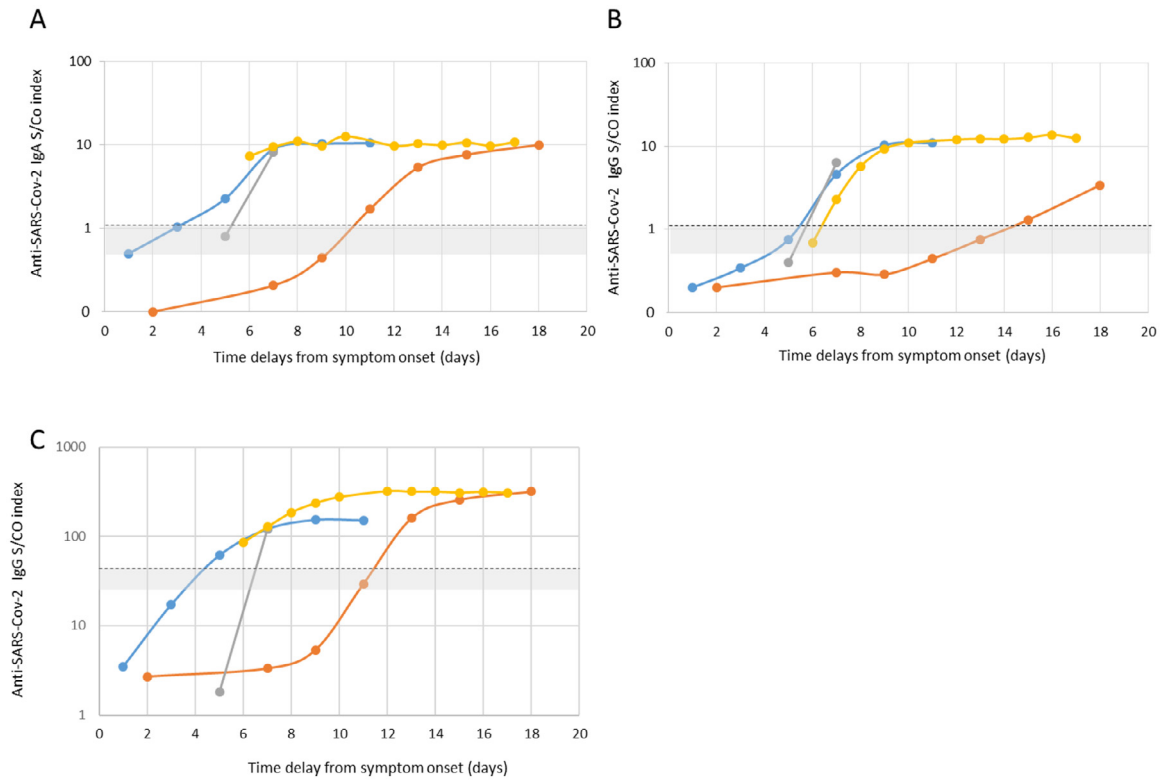 A
Anti-SARS-Cov-2 IgA S/Co index
100
10
1
0
0 2 4 6 8 10 12 14 16 18 20
Time delays from symptom onset (days)
B
Anti-SARS-Cov-2 IgG S/CO index
100
10
1
0
0 2 4 6 8 10 12 14 16 18 20
Time delays from symptom onset (days)
C
Anti-SARS-Cov-2 IgG S/CO index
1000
100
10
1
0 2 4 6 8 10 12 14 16 18 20
Time delay from symptom onset (days)